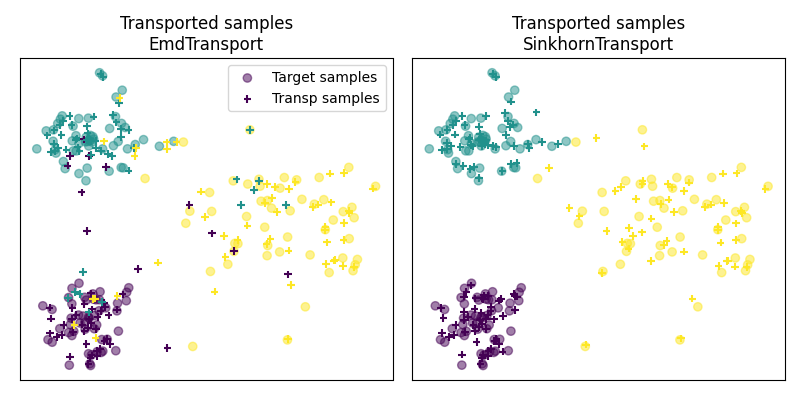 Transported samples
EmdTransport
Target samples
Transp samples
Transported samples
SinkhornTransport